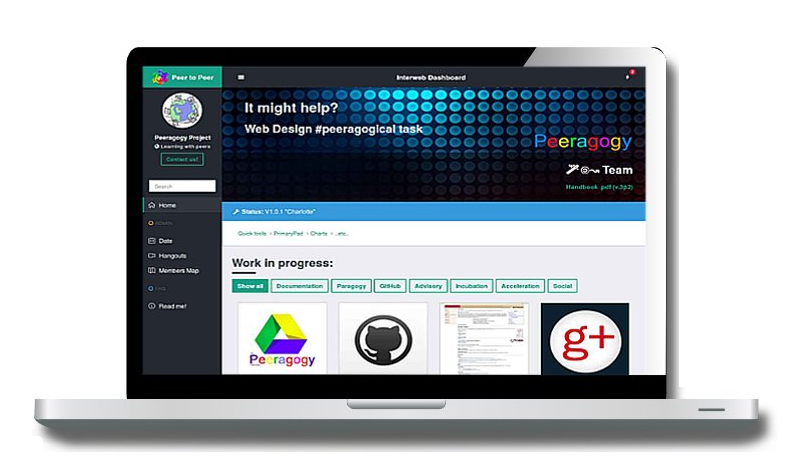 Peer to Peer
Interweb Dashboard
Peeragogy Project
Learning with peers
Contact us!
Search
Home
ADMIN
Date
Hangouts
Members Map
FAQ
Read me!
It might help?
Web Design #peeragogical task
Peeragogy
Team
Handbook .pdf (v.3β2)
Status: V1.0.1 "Charlotte"
Quick tools > PrimaryPad > Charts > ...etc..
Work in progress:
Show all Documentation Paragogy GitHub Advisory Incubation Acceleration Social
Peeragogy
g+